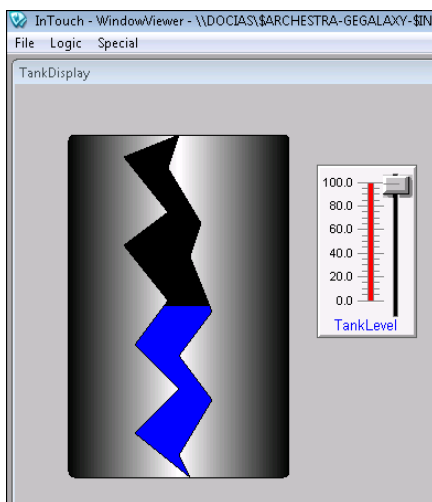 InTouch - WindowViewer - \\DOCIAS\$ARCHESTRA-GEGALAXY-$IN
File Logic Special
TankDisplay
100.0
80.0
60.0
40.0
20.0
0.0
TankLevel